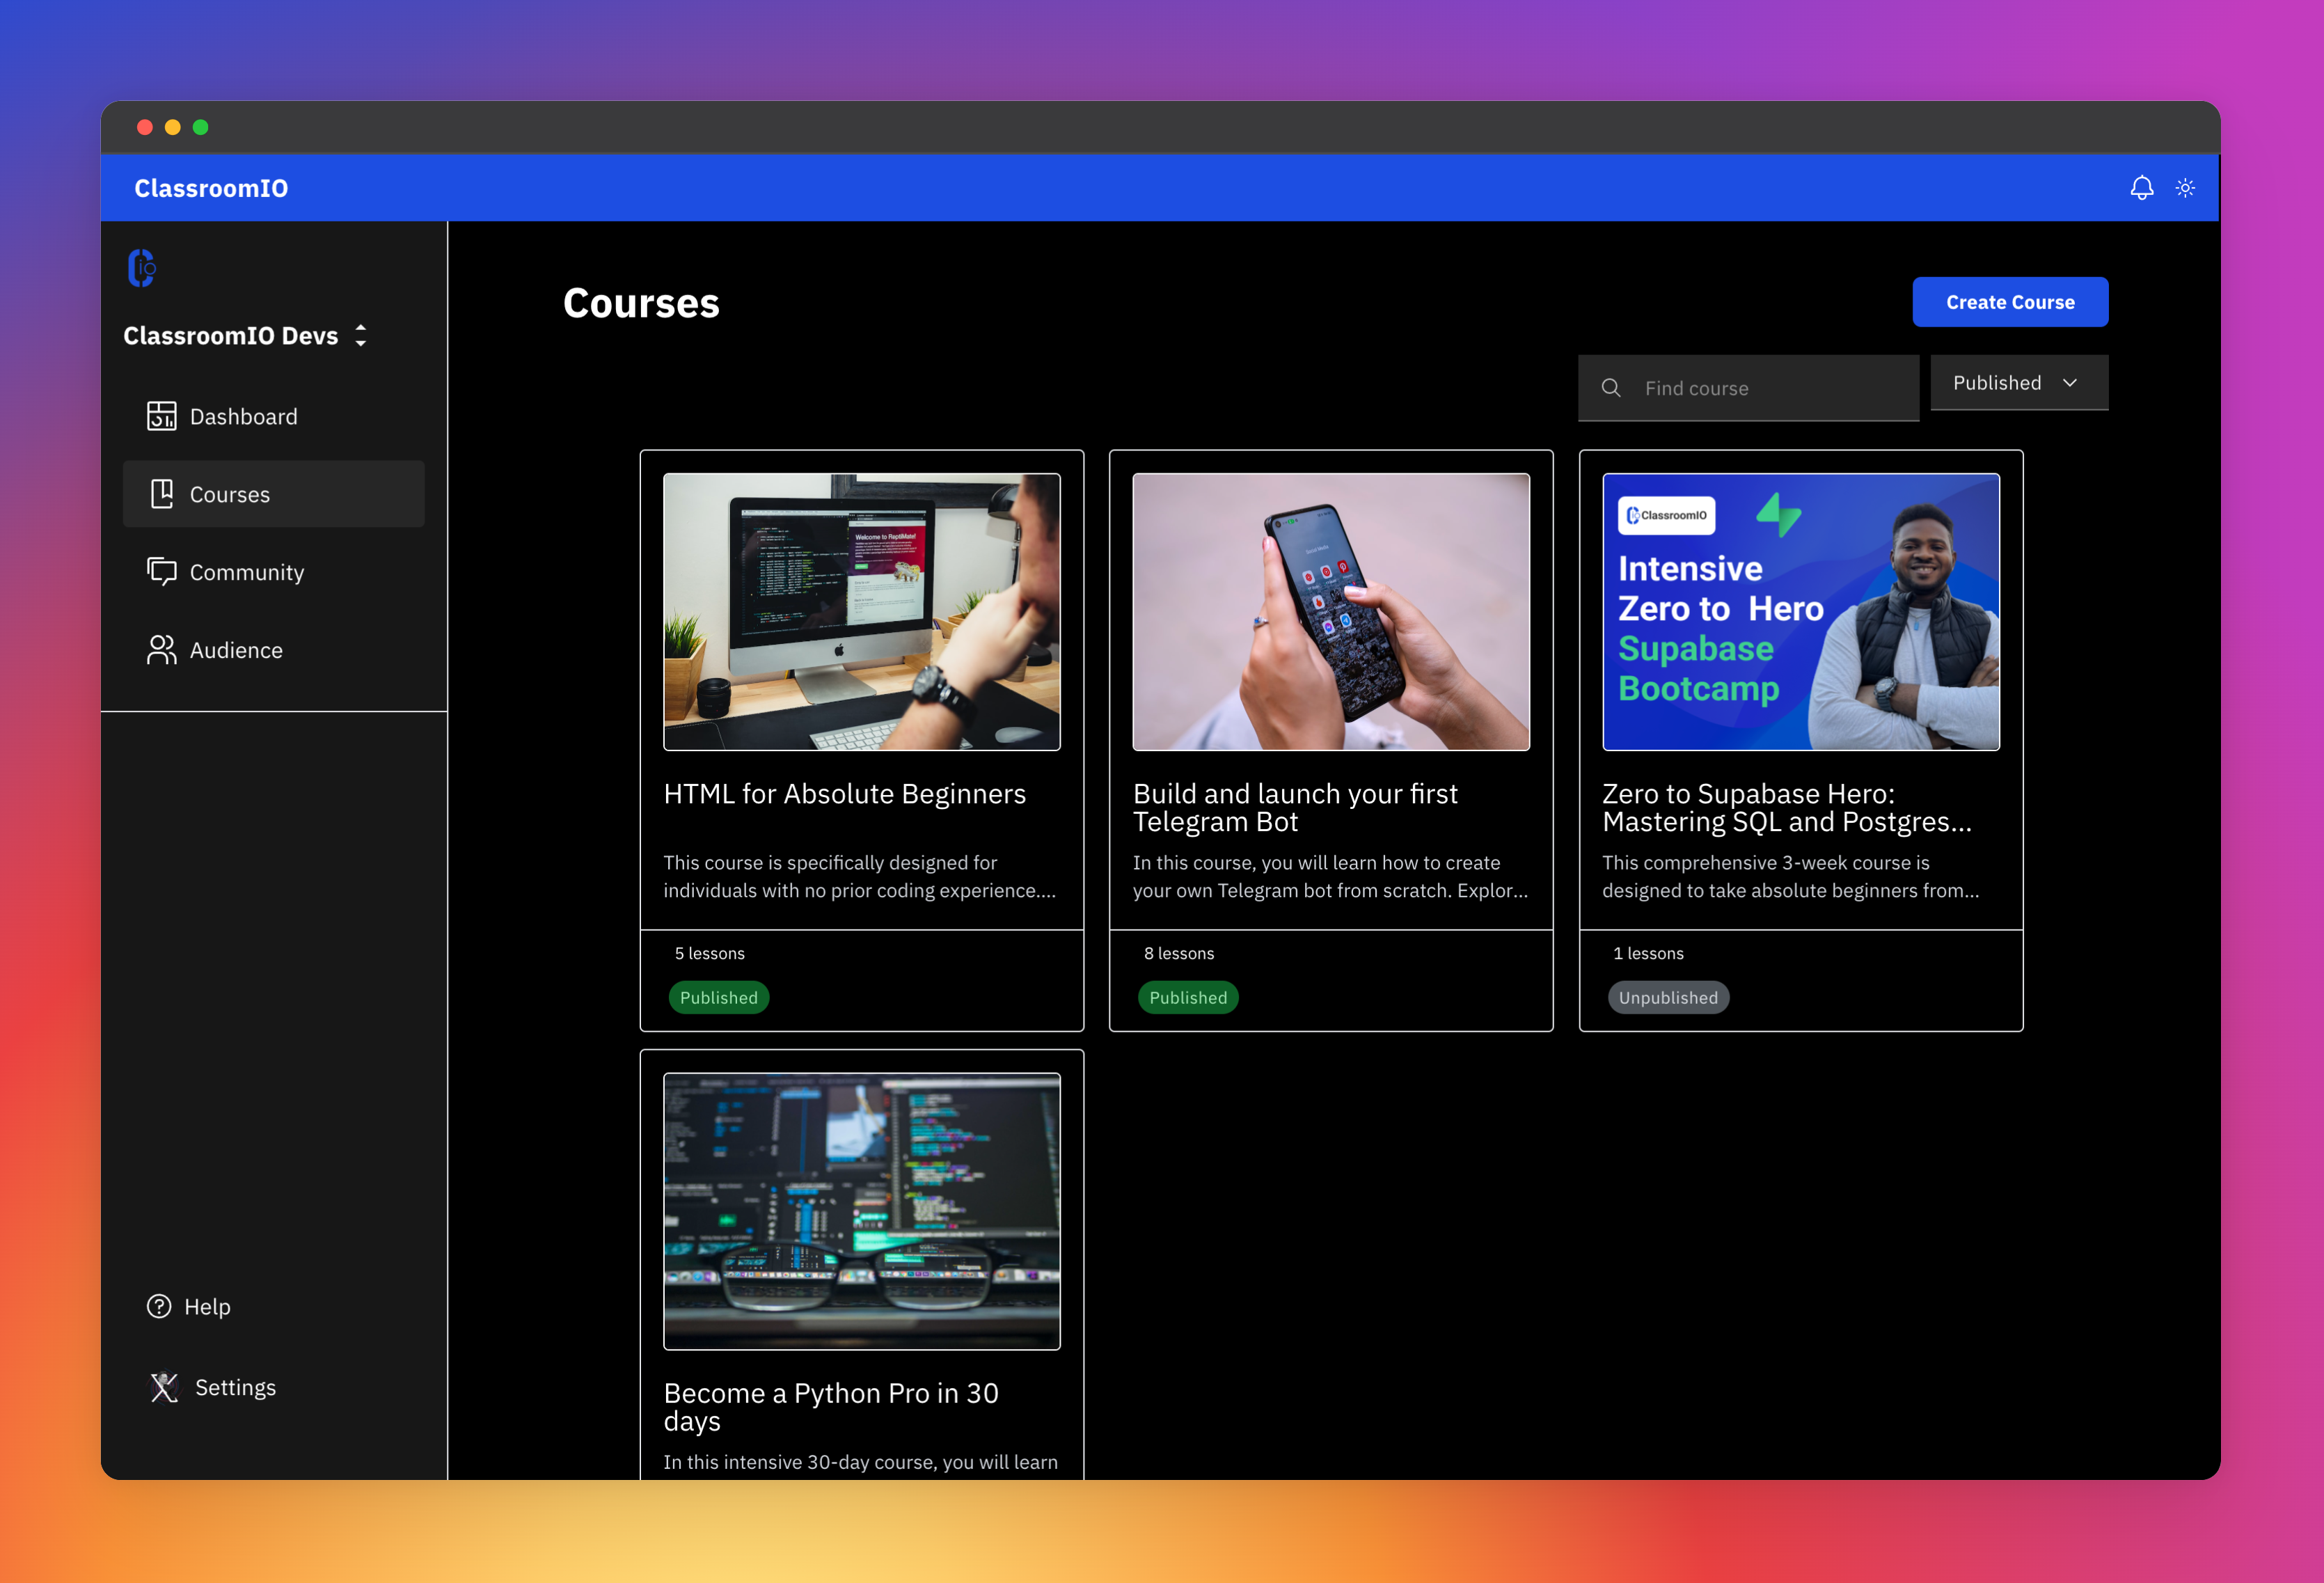 ClassroomIO
ClassroomIO Devs
Dashboard
Courses
Community
Audience
Help
Settings
Courses
Create Course
Find course
Published
Welcome to ReptiMate!
HTML for Absolute Beginners
This course is specifically designed for
individuals with no prior coding experience....
5 lessons
Published
Social Media
Build and launch your first
Telegram Bot
In this course, you will learn how to create
your own Telegram bot from scratch. Explor...
8 lessons
Published
ClassroomIO
Intensive
Zero to Hero
Supabase
Bootcamp
Zero to Supabase Hero:
Mastering SQL and Postgres...
This comprehensive 3-week course is
designed to take absolute beginners from...
1 lessons
Unpublished
Become a Python Pro in 30
days
In this intensive 30-day course, you will learn